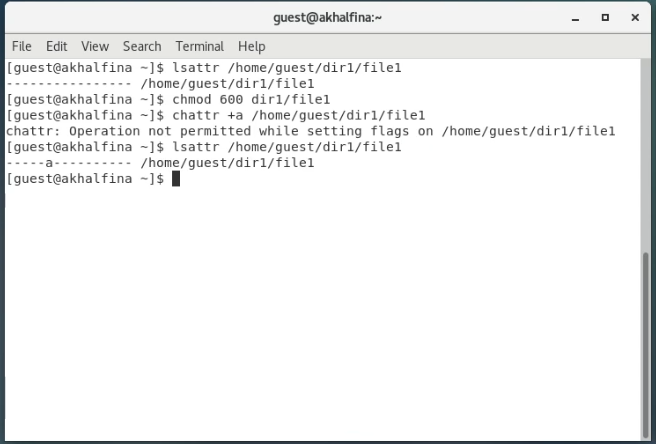 guest@akhalfina:~
File Edit View Search Terminal Help
[guest@akhalfina ~]$ lsattr /home/guest/dir1/file1
---------------- /home/guest/dir1/file1
[guest@akhalfina ~]$ chmod 600 dir1/file1
[guest@akhalfina ~]$ chattr +a /home/guest/dir1/file1
chattr: Operation not permitted while setting flags on /home/guest/dir1/file1
[guest@akhalfina ~]$ lsattr /home/guest/dir1/file1
-----a---------- /home/guest/dir1/file1
[guest@akhalfina ~]$